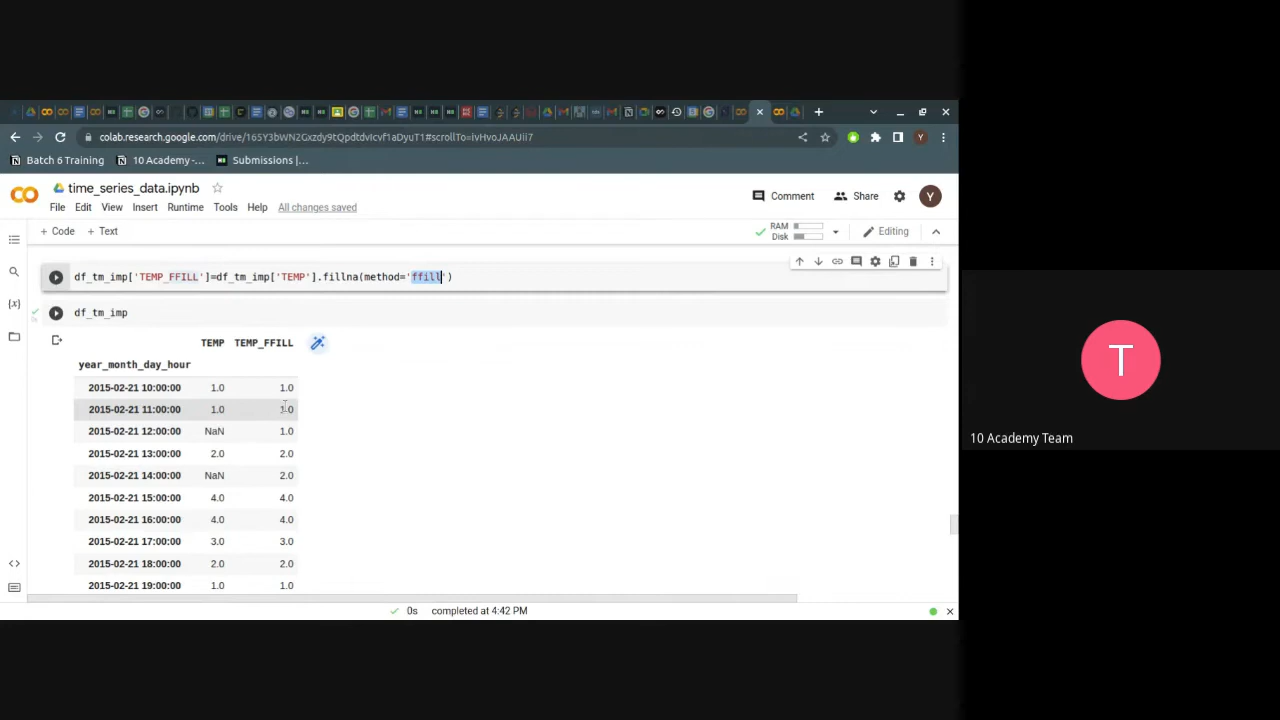 colab.research.google.com/drive/165Y3bWN2Gxzdy9tQpdtdvIcvf1aDyuT1#scrollTo=ivHvoJAAUii7
Batch 6 Training
10 Academy -...
Submissions |...
time_series_data.ipynb
Comment
Share
Y
File Edit View Insert Runtime Tools Help All changes saved
+ Code + Text
RAM
Disk
Editing
df_tm_imp['TEMP_FFILL']=df_tm_imp['TEMP'].fillna(method='ffill')
df_tm_imp
TEMP TEMP_FFILL
year_month_day_hour
2015-02-21 10:00:00 1.0 1.0
2015-02-21 11:00:00 1.0 1.0
2015-02-21 12:00:00 NaN 1.0
2015-02-21 13:00:00 2.0 2.0
2015-02-21 14:00:00 NaN 2.0
2015-02-21 15:00:00 4.0 4.0
2015-02-21 16:00:00 4.0 4.0
2015-02-21 17:00:00 3.0 3.0
2015-02-21 18:00:00 2.0 2.0
2015-02-21 19:00:00 1.0 1.0
0s completed at 4:42 PM
T
10 Academy Team